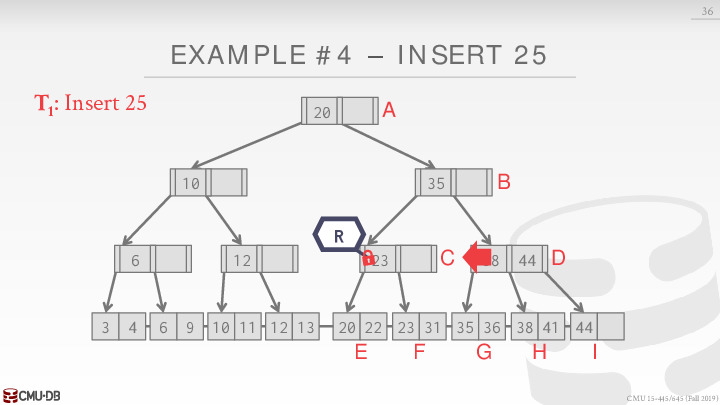 36
EXAMPLE #4 – INSERT 25
T1: Insert 25
20 A
10 35 B
R
6 12 23 C 8 44 D
3 4 6 9 10 11 12 13 20 22 23 31 35 36 38 41 44
E F G H I
CMU·DB
CMU 15-445/645 (Fall 2019)